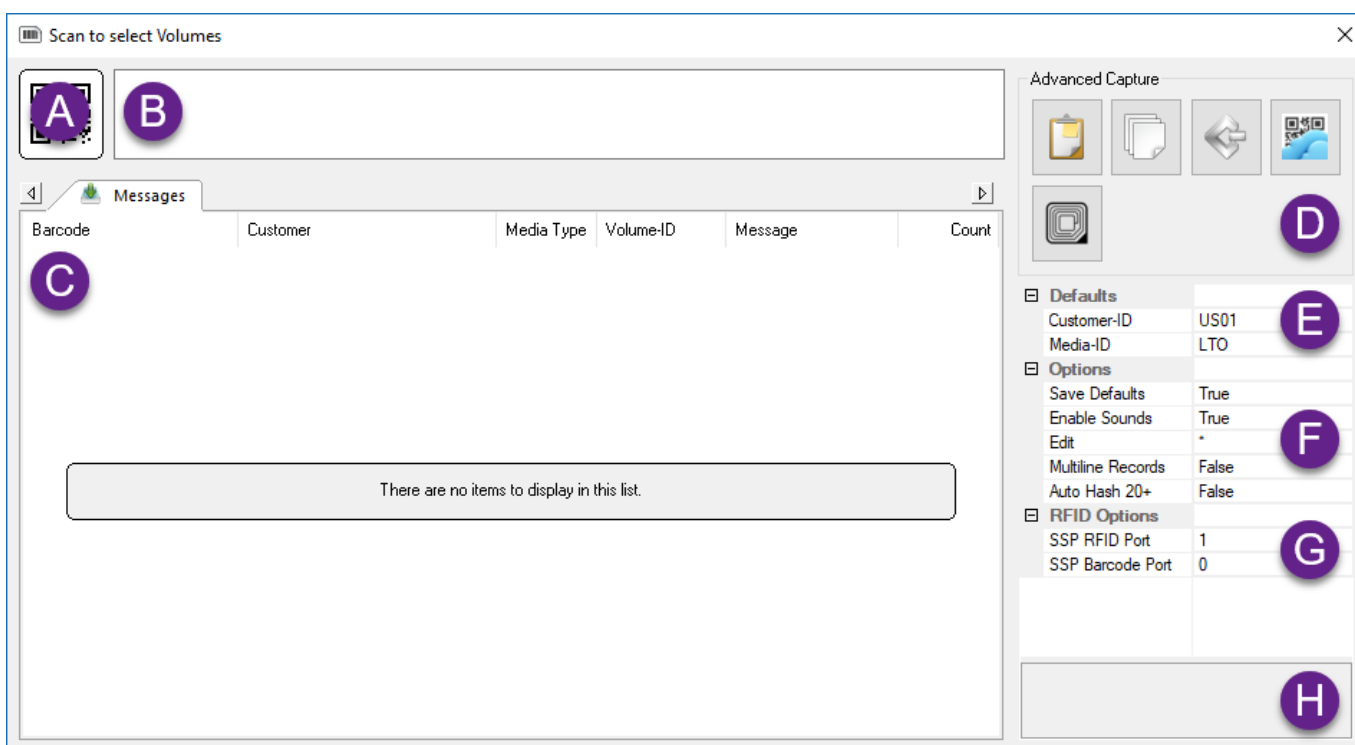 Scan to select Volumes
A
B
Advanced Capture
D
Messages
Barcode Customer Media Type Volume-ID Message Count
C
There are no items to display in this list.
Defaults
Customer-ID US01
Media-ID LTO
E
Options
Save Defaults True
Enable Sounds True
Edit *
Multiline Records False
Auto Hash 20+ False
F
RFID Options
SSP RFID Port 1
SSP Barcode Port 0
G
H